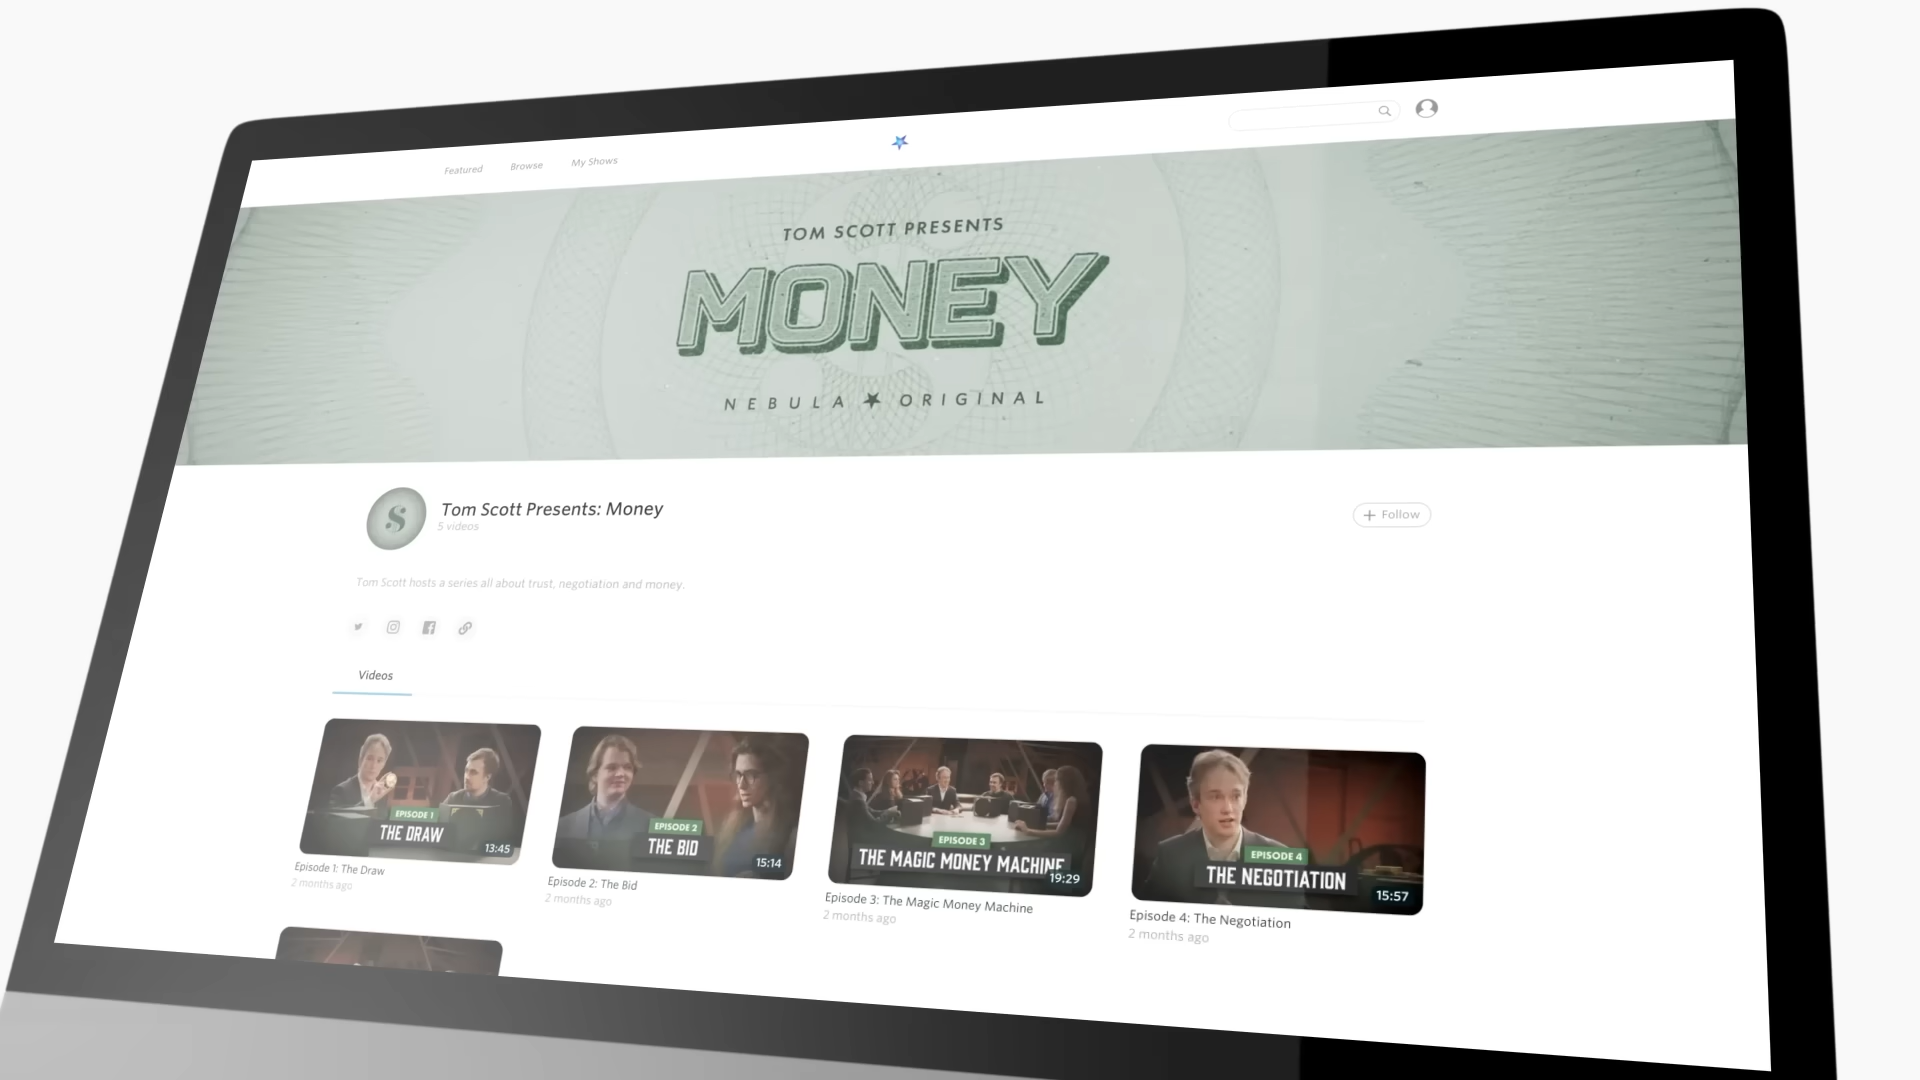 Featured Browse My Shows
TOM SCOTT PRESENTS
MONEY
NEBULA ORIGINAL
Tom Scott Presents: Money
5 videos
+ Follow
Tom Scott hosts a series all about trust, negotiation and money.
Videos
EPISODE 1
THE DRAW
13:45
Episode 1: The Draw
2 months ago
EPISODE 2
THE BID
15:14
Episode 2: The Bid
2 months ago
EPISODE 3
THE MAGIC MONEY MACHINE
19:29
Episode 3: The Magic Money Machine
2 months ago
EPISODE 4
THE NEGOTIATION
15:57
Episode 4: The Negotiation
2 months ago